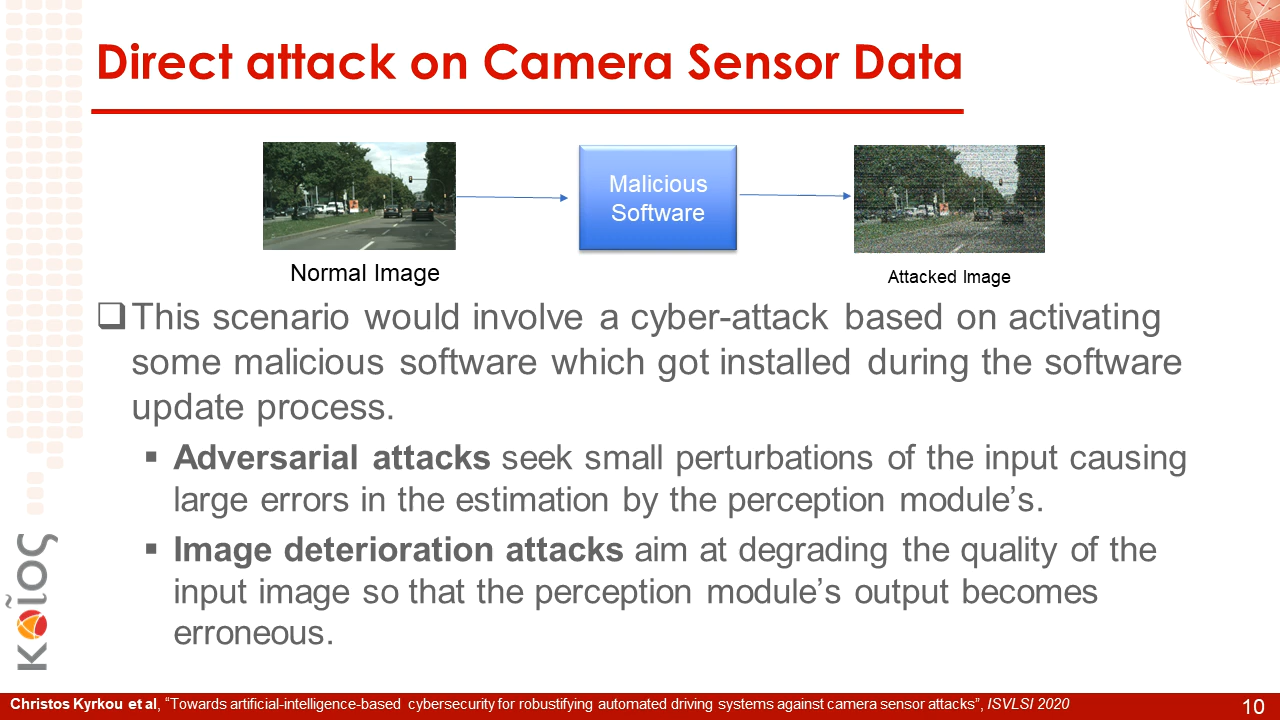 Direct attack on Camera Sensor Data
Malicious
Software
Normal Image
Attacked Image
❑This scenario would involve a cyber-attack based on activating
some malicious software which got installed during the software
update process.
▪ Adversarial attacks seek small perturbations of the input causing
large errors in the estimation by the perception module’s.
▪ Image deterioration attacks aim at degrading the quality of the
input image so that the perception module’s output becomes
erroneous.
κοῖος
Christos Kyrkou et al, “Towards artificial-intelligence-based cybersecurity for robustifying automated driving systems against camera sensor attacks”, ISVLSI 2020
10